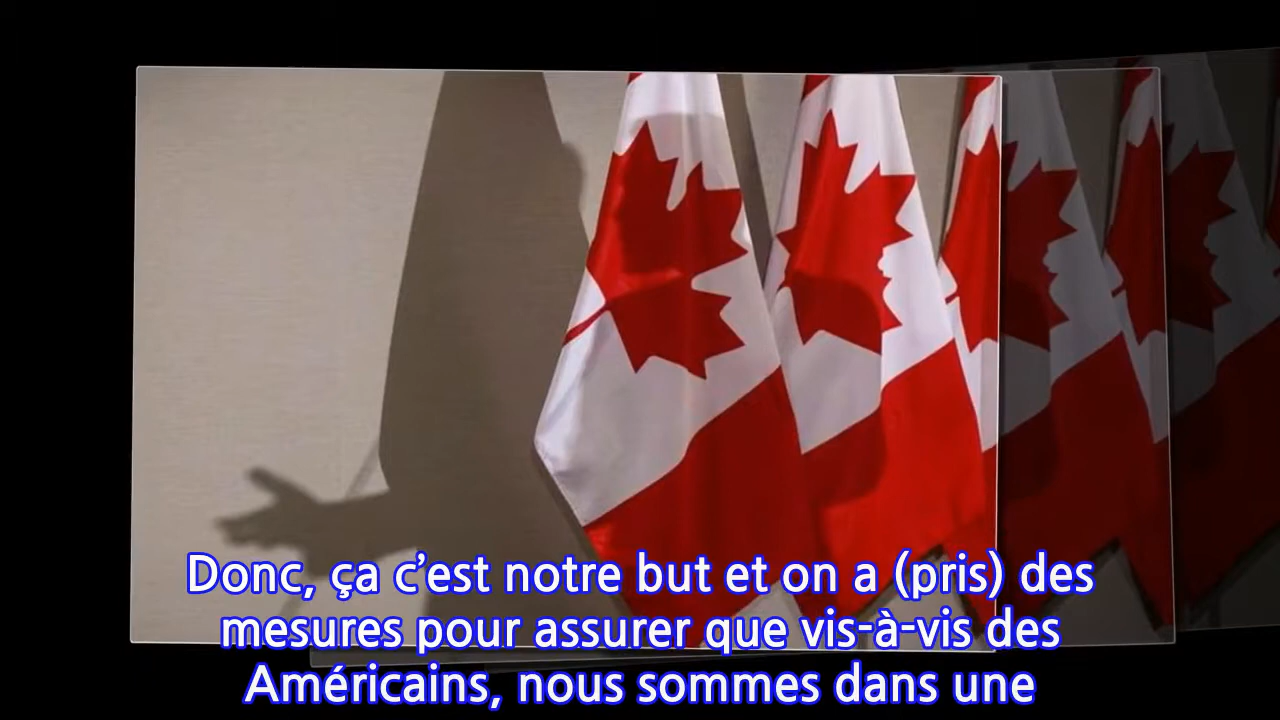 Donc, ça c’est notre but et on a (pris) des
mesures pour assurer que vis-à-vis des
Américains, nous sommes dans une